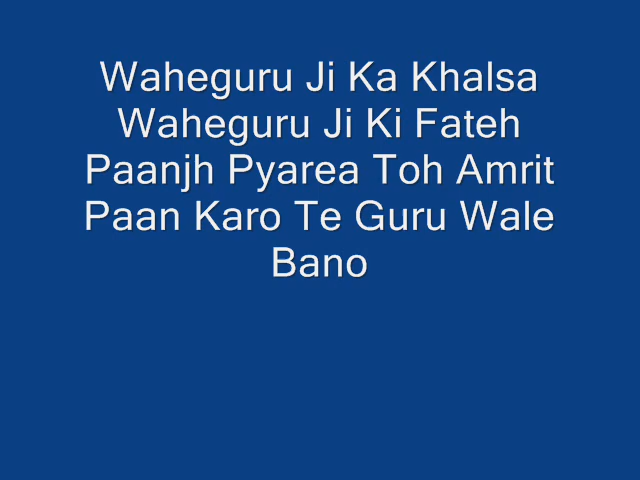 Waheguru Ji Ka Khalsa
Waheguru Ji Ki Fateh
Paanjh Pyarea Toh Amrit
Paan Karo Te Guru Wale
Bano